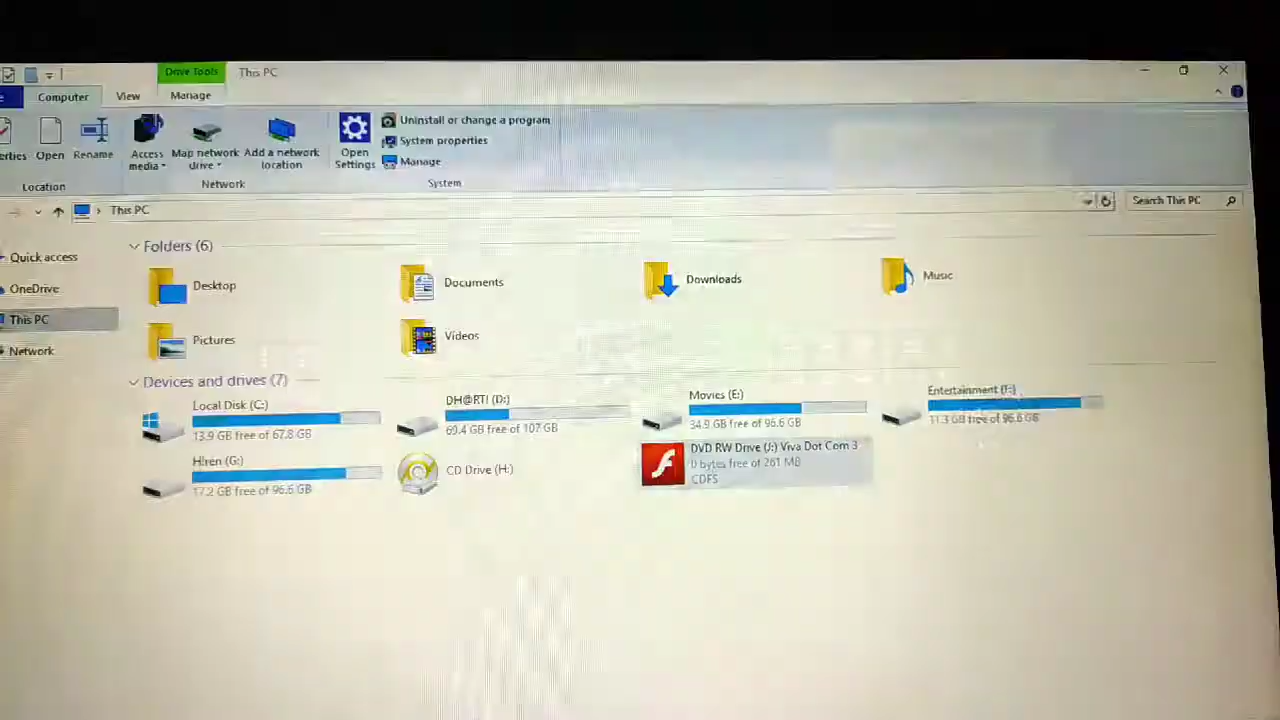 Drive Tools This PC
Computer View Manage
Open Rename Access media Map network drive Add a network location Open Settings Uninstall or change a program
System properties
Manage
Location Network System
This PC Search This PC
Quick access
OneDrive
This PC
Network
Folders (6)
Desktop Documents Downloads Music
Pictures Videos
Devices and drives (7)
Local Disk (C:)
13.9 GB free of 67.8 GB
DH@RTI (D:)
69.4 GB free of 107 GB
Movies (E:)
34.9 GB free of 96.6 GB
Entertainment (F:)
11.3 GB free of 96.6 GB
Hiren (G:)
17.2 GB free of 96.6 GB
CD Drive (H:)
DVD RW Drive (J:) Viva Dot Com 3
0 bytes free of 261 MB
CDFS